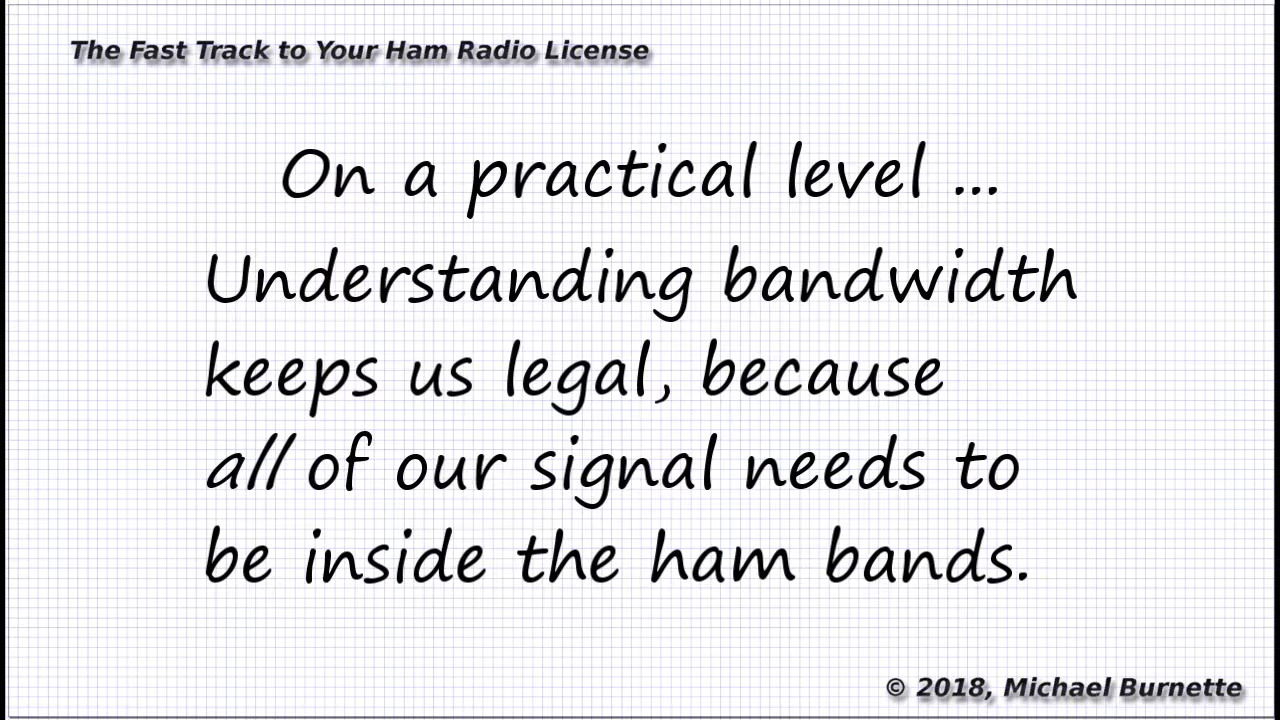 The Fast Track to Your Ham Radio License
On a practical level ...
Understanding bandwidth
keeps us legal, because
all of our signal needs to
be inside the ham bands.
© 2018, Michael Burnette